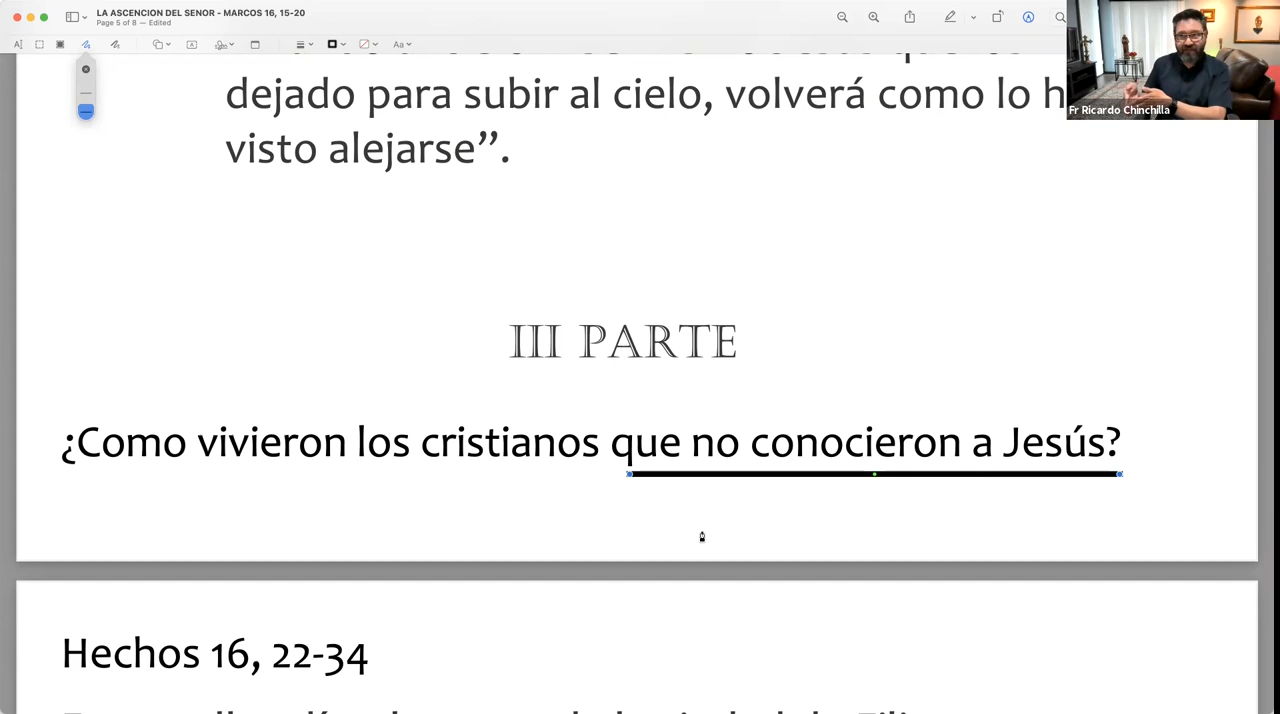 LA ASCENCION DEL SENOR - MARCOS 16, 15-20
Page 5 of 8 — Edited
Aa
dejado para subir al cielo, volverá como lo h
visto alejarse”.
Fr Ricardo Chinchilla
III PARTE
¿Como vivieron los cristianos que no conocieron a Jesús?
Hechos 16, 22-34